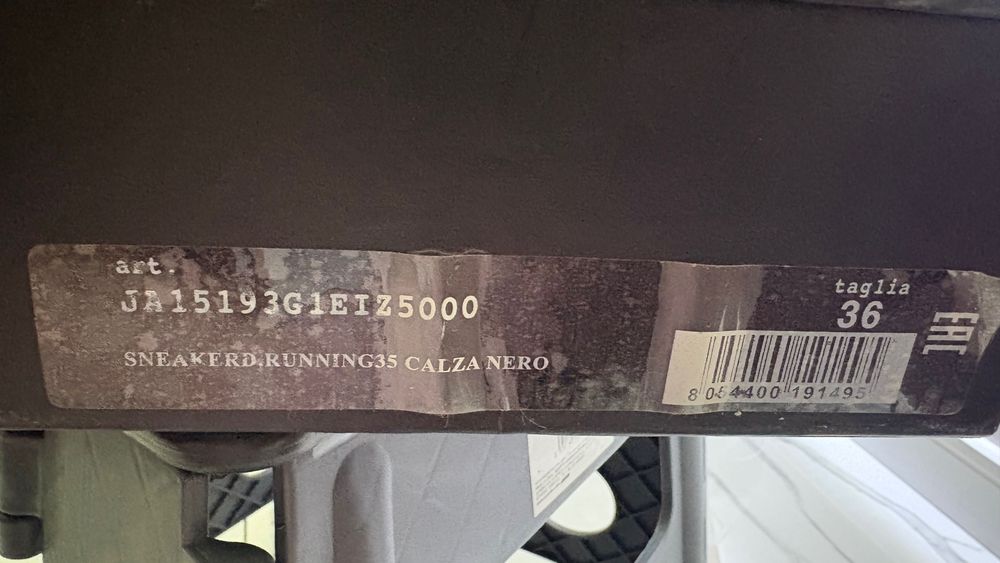 art.
JA15193G1EIZ5000
SNEAKERD.RUNNING35 CALZA NERO
taglia
36
EAC
8 054400 191495